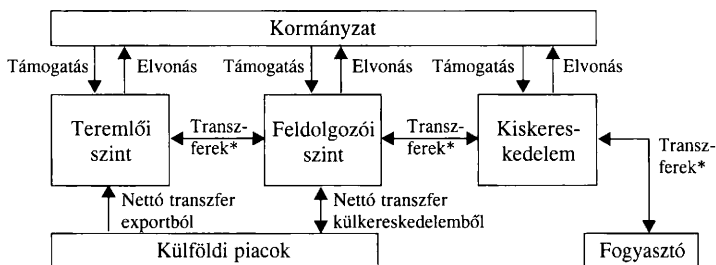 Kormányzat
Támogatás Elvonás Támogatás Elvonás Támogatás Elvonás
Teremlői
szint
Transz-
ferek*
Feldolgozói
szint
Transz-
ferek*
Kiskeres-
kedelem
Transz-
ferek*
Nettó transzfer
exportból
Nettó transzfer
külkereskedelemből
Külföldi piacok
Fogyasztó